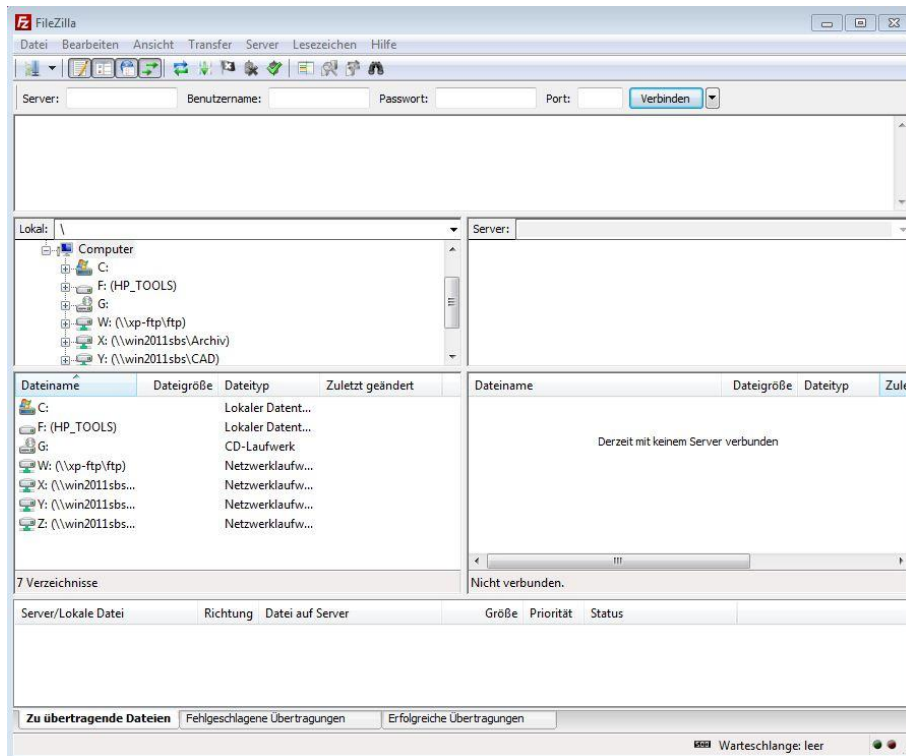 FileZilla
Datei Bearbeiten Ansicht Transfer Server Lesezeichen Hilfe
Server: Benutzername: Passwort: Port: Verbinden
Lokal: \
Computer
C:
F: (HP_TOOLS)
G:
W: (\\xp-ftp\ftp)
X: (\\win2011sbs\Archiv)
Y: (\\win2011sbs\CAD)
Server:
Dateiname Dateigröße Dateityp Zuletzt geändert
C: Lokaler Datent...
F: (HP_TOOLS) Lokaler Datent...
G: CD-Laufwerk
W: (\\xp-ftp\ftp) Netzwerklaufw...
X: (\\win2011sbs... Netzwerklaufw...
Y: (\\win2011sbs... Netzwerklaufw...
Z: (\\win2011sbs... Netzwerklaufw...
7 Verzeichnisse
Dateiname Dateigröße Dateityp Zule
Derzeit mit keinem Server verbunden
Nicht verbunden.
Server/Lokale Datei Richtung Datei auf Server Größe Priorität Status
Zu übertragende Dateien Fehlgeschlagene Übertragungen Erfolgreiche Übertragungen
Warteschlange: leer